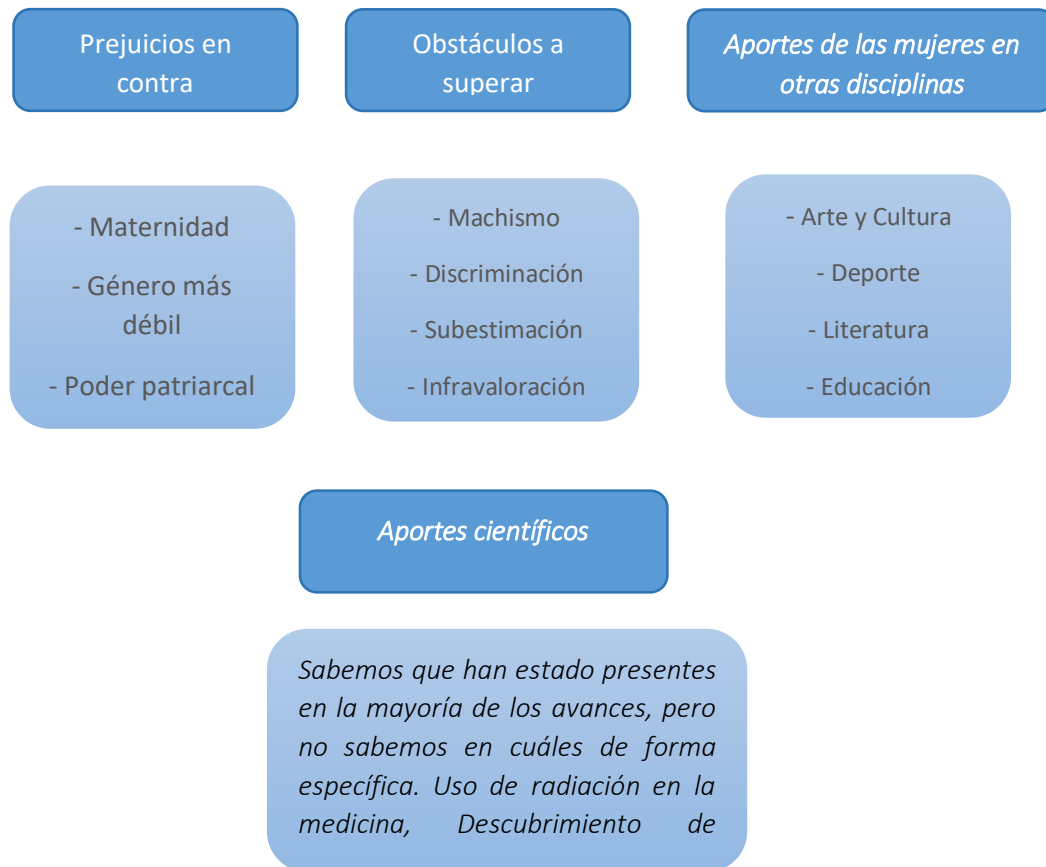 Prejuicios en
contra
Obstáculos a
superar
Aportes de las mujeres en
otras disciplinas
- Maternidad
- Género más
débil
- Poder patriarcal
- Machismo
- Discriminación
- Subestimación
- Infravaloración
- Arte y Cultura
- Deporte
- Literatura
- Educación
Aportes científicos
Sabemos que han estado presentes
en la mayoría de los avances, pero
no sabemos en cuáles de forma
específica. Uso de radiación en la
medicina, Descubrimiento de